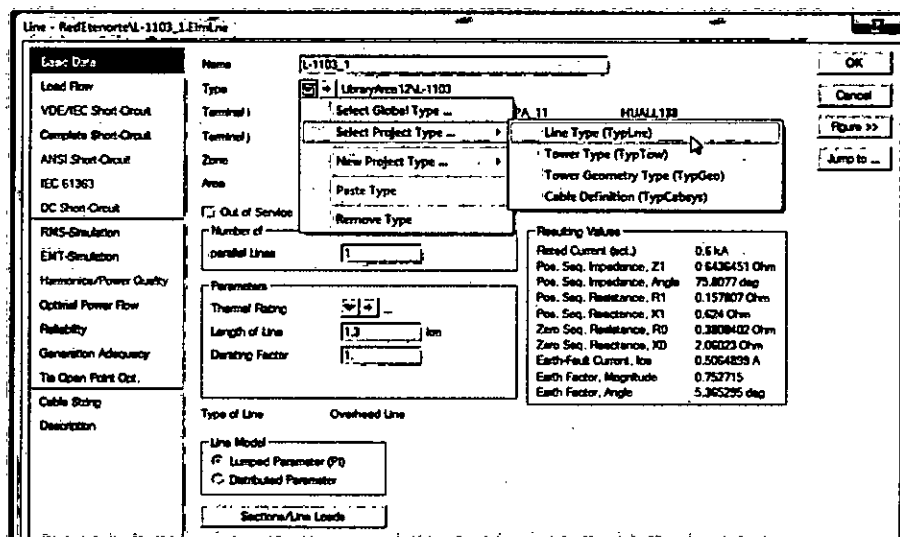 Line - RedEtenorte\L-1103_1.ElmLne
Basic Data
Load Flow
VDE/IEC Short-Circuit
Complete Short-Circuit
ANSI Short-Circuit
IEC 61363
DC Short-Circuit
RMS-Simulation
EMT-Simulation
Harmonics/Power Quality
Optimal Power Flow
Reliability
Generation Adequacy
Tie Open Point Opt.
Cable Sizing
Description
Name L-1103_1
Type LibraryArea12\L-1103
Terminal i PA_11 HUALL138
Terminal j
Zone
Area
Out of Service
Select Global Type ...
Select Project Type ...
New Project Type ...
Paste Type
Remove Type
Line Type (TypLne)
Tower Type (TypTow)
Tower Geometry Type (TypGeo)
Cable Definition (TypCabsys)
OK
Cancel
Figure >>
Jump to ...
Number of
parallel Lines 1
Parameters
Thermal Rating ...
Length of Line 1,3 km
Derating Factor 1,
Resulting Values
Rated Current (act.) 0.6 kA
Pos. Seq. Impedance, Z1 0.6436451 Ohm
Pos. Seq. Impedance, Angle 75.8077 deg
Pos. Seq. Resistance, R1 0.157807 Ohm
Pos. Seq. Reactance, X1 0.624 Ohm
Zero Seq. Resistance, R0 0.3808402 Ohm
Zero Seq. Reactance, X0 2.06023 Ohm
Earth-Fault Current, Ice 0.5064899 A
Earth Factor, Magnitude 0.752715
Earth Factor, Angle 5.365295 deg
Type of Line Overhead Line
Line Model
Lumped Parameter (PI)
Distributed Parameter
Sections/Line Loads